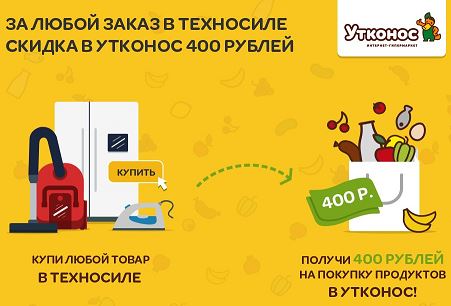 ЗА ЛЮБОЙ ЗАКАЗ В ТЕХНОСИЛЕ
СКИДКА В УТКОНОС 400 РУБЛЕЙ
УТКОНОС
ИНТЕРНЕТ-ГИПЕРМАРКЕТ
КУПИТЬ
400 Р.
КУПИ ЛЮБОЙ ТОВАР
В ТЕХНОСИЛЕ
ПОЛУЧИ 400 РУБЛЕЙ
НА ПОКУПКУ ПРОДУКТОВ
В УТКОНОС!